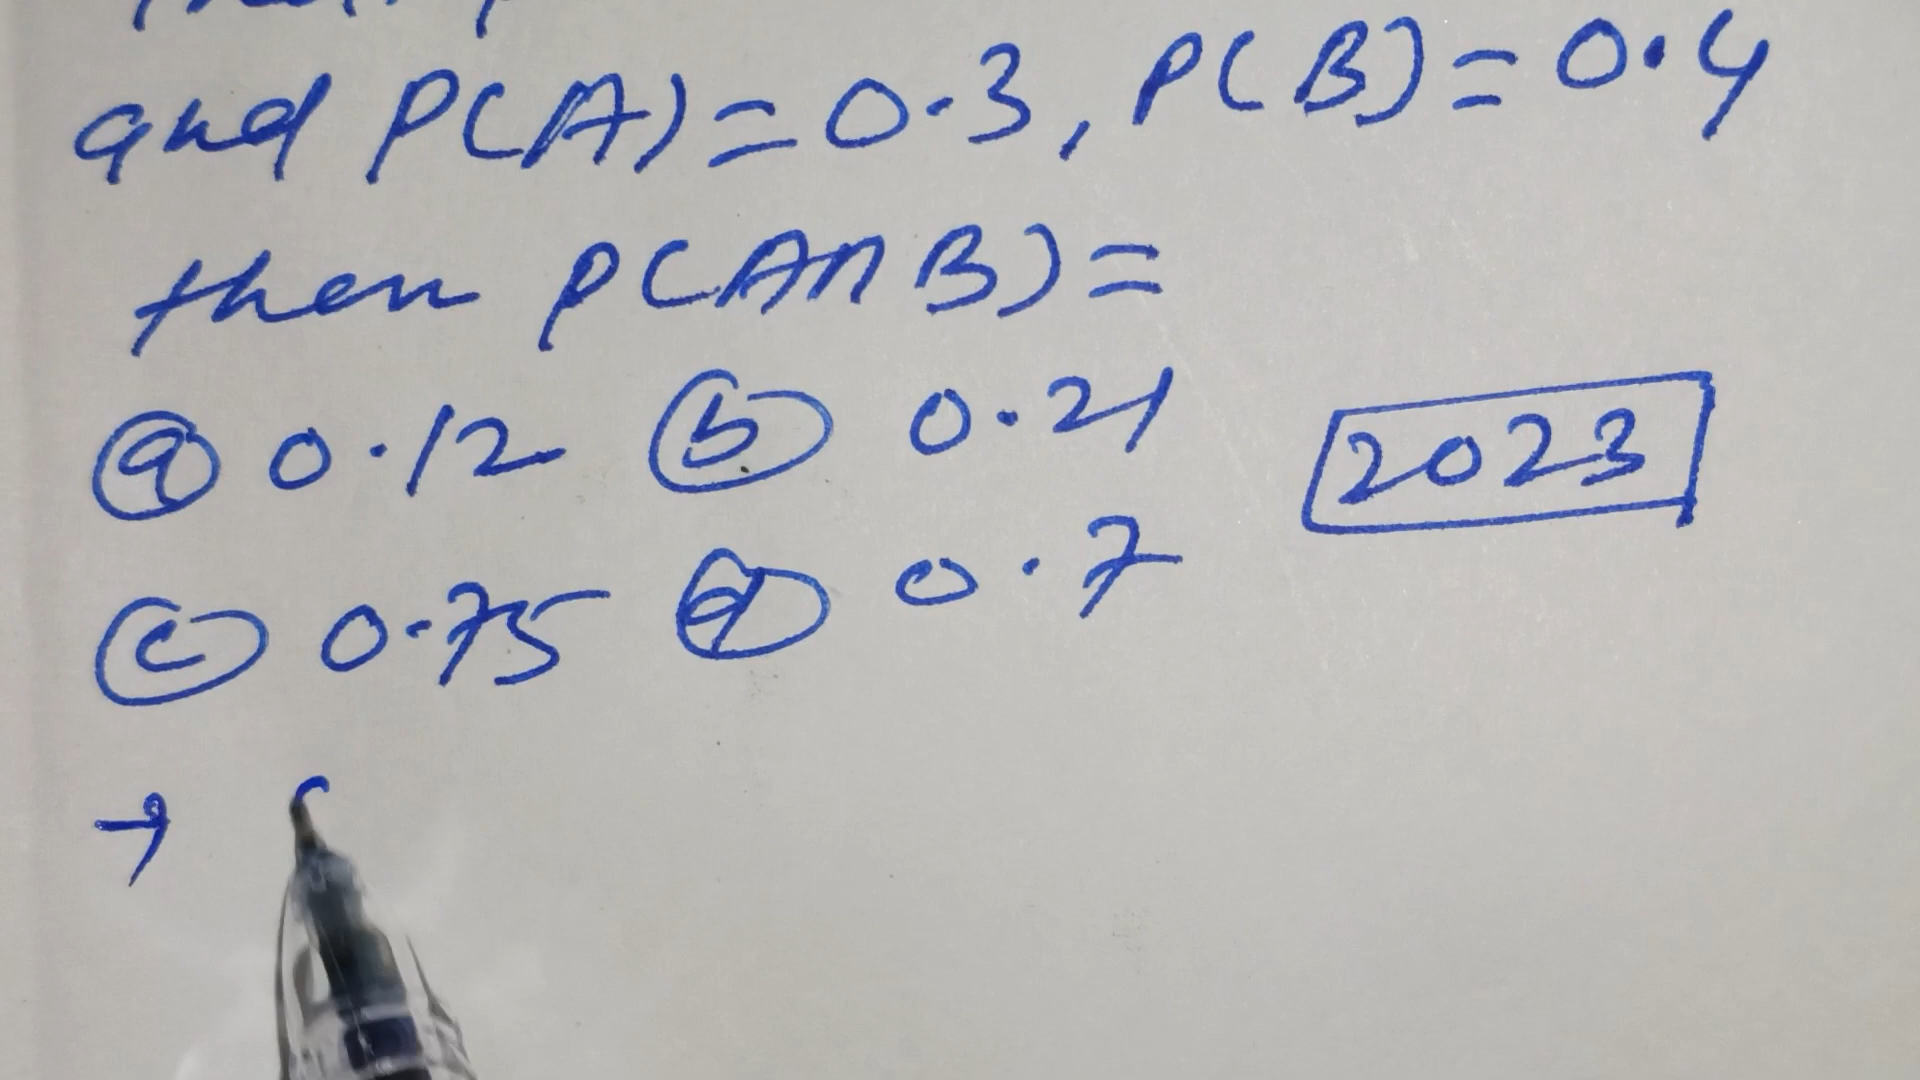 and P(A) = 0.3, P(B) = 0.4
then P(A∩B) =
(a) 0.12 (b) 0.21
2023
(c) 0.75 (d) 0.7
→